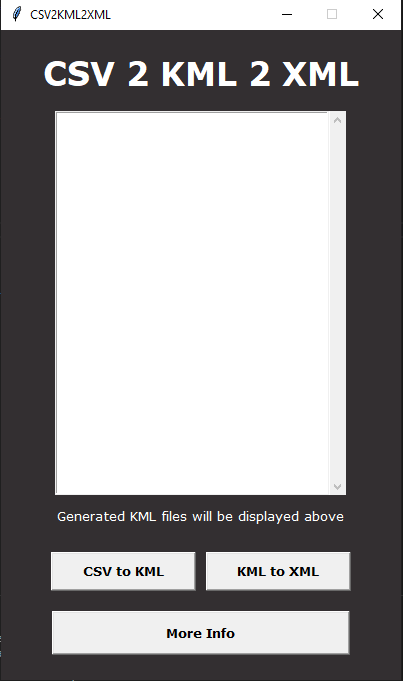 CSV2KML2XML
CSV 2 KML 2 XML
Generated KML files will be displayed above
CSV to KML
KML to XML
More Info